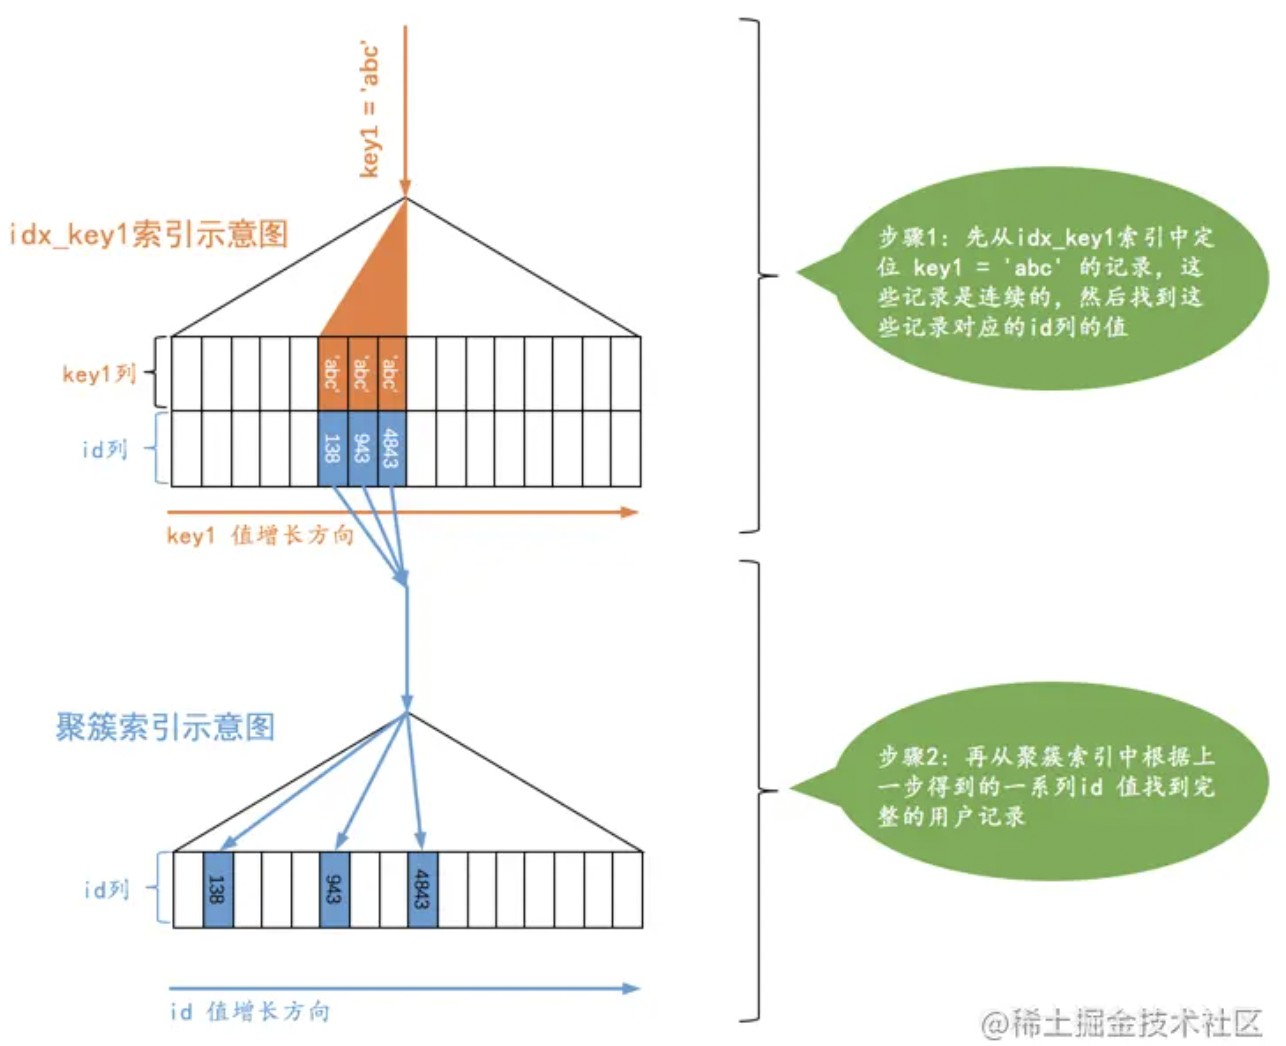 key1 = 'abc'
idx_key1索引示意图
key1列
'abc'
'abc'
'abc'
id列
138
943
4843
key1 值增长方向
步骤1: 先从idx_key1索引中定
位 key1 = 'abc' 的记录, 这
些记录是连续的, 然后找到这
些记录对应的id列的值
聚簇索引示意图
id列
138
943
4843
id 值增长方向
步骤2: 再从聚簇索引中根据上
一步得到的一系列id 值找到完
整的用户记录
@稀土掘金技术社区